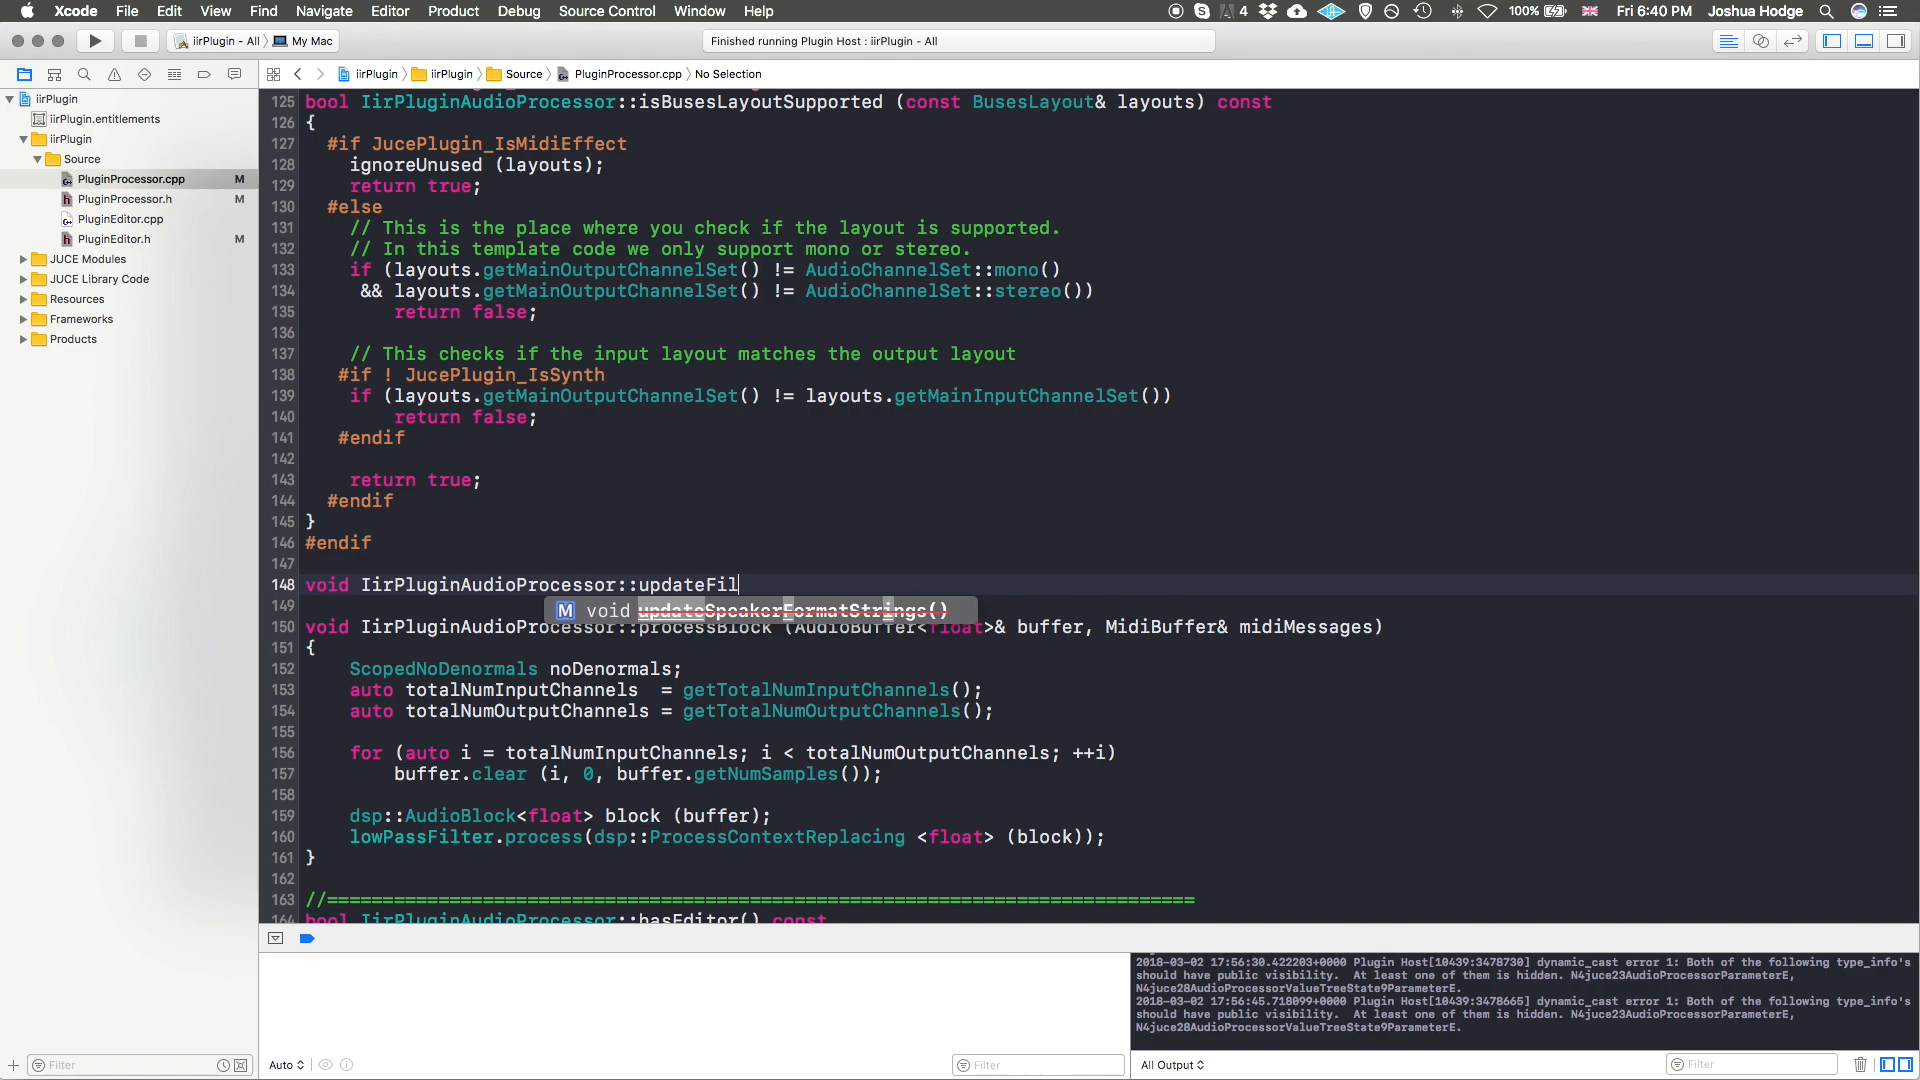 Xcode File Edit View Find Navigate Editor Product Debug Source Control Window Help 4 100% Fri 6:40 PM Joshua Hodge
iirPlugin - All My Mac Finished running Plugin Host : iirPlugin - All
iirPlugin iirPlugin Source PluginProcessor.cpp No Selection
iirPlugin
iirPlugin.entitlements
iirPlugin
Source
PluginProcessor.cpp M
PluginProcessor.h M
PluginEditor.cpp
PluginEditor.h M
JUCE Modules
JUCE Library Code
Resources
Frameworks
Products
125 bool IirPluginAudioProcessor::isBusesLayoutSupported (const BusesLayout& layouts) const
126 {
127 #if JucePlugin_IsMidiEffect
128 ignoreUnused (layouts);
129 return true;
130 #else
131 // This is the place where you check if the layout is supported.
132 // In this template code we only support mono or stereo.
133 if (layouts.getMainOutputChannelSet() != AudioChannelSet::mono()
134 && layouts.getMainOutputChannelSet() != AudioChannelSet::stereo())
135 return false;
136
137 // This checks if the input layout matches the output layout
138 #if ! JucePlugin_IsSynth
139 if (layouts.getMainOutputChannelSet() != layouts.getMainInputChannelSet())
140 return false;
141 #endif
142
143 return true;
144 #endif
145 }
146 #endif
147
148 void IirPluginAudioProcessor::updateFil
149
M void updateSpeakerFormatStrings()
150 void IirPluginAudioProcessor::processBlock (AudioBuffer<float>& buffer, MidiBuffer& midiMessages)
151 {
152 ScopedNoDenormals noDenormals;
153 auto totalNumInputChannels = getTotalNumInputChannels();
154 auto totalNumOutputChannels = getTotalNumOutputChannels();
155
156 for (auto i = totalNumInputChannels; i < totalNumOutputChannels; ++i)
157 buffer.clear (i, 0, buffer.getNumSamples());
158
159 dsp::AudioBlock<float> block (buffer);
160 lowPassFilter.process(dsp::ProcessContextReplacing <float> (block));
161 }
162
163 //==============================================================================
164 bool IirPluginAudioProcessor::hasEditor() const
2018-03-02 17:56:30.422203+0000 Plugin Host[10439:3478730] dynamic_cast error 1: Both of the following type_info's
should have public visibility. At least one of them is hidden. N4juce23AudioProcessorParameterE,
N4juce28AudioProcessorValueTreeState9ParameterE.
2018-03-02 17:56:45.718099+0000 Plugin Host[10439:3478665] dynamic_cast error 1: Both of the following type_info's
should have public visibility. At least one of them is hidden. N4juce23AudioProcessorParameterE,
N4juce28AudioProcessorValueTreeState9ParameterE.
Filter Auto Filter All Output Filter